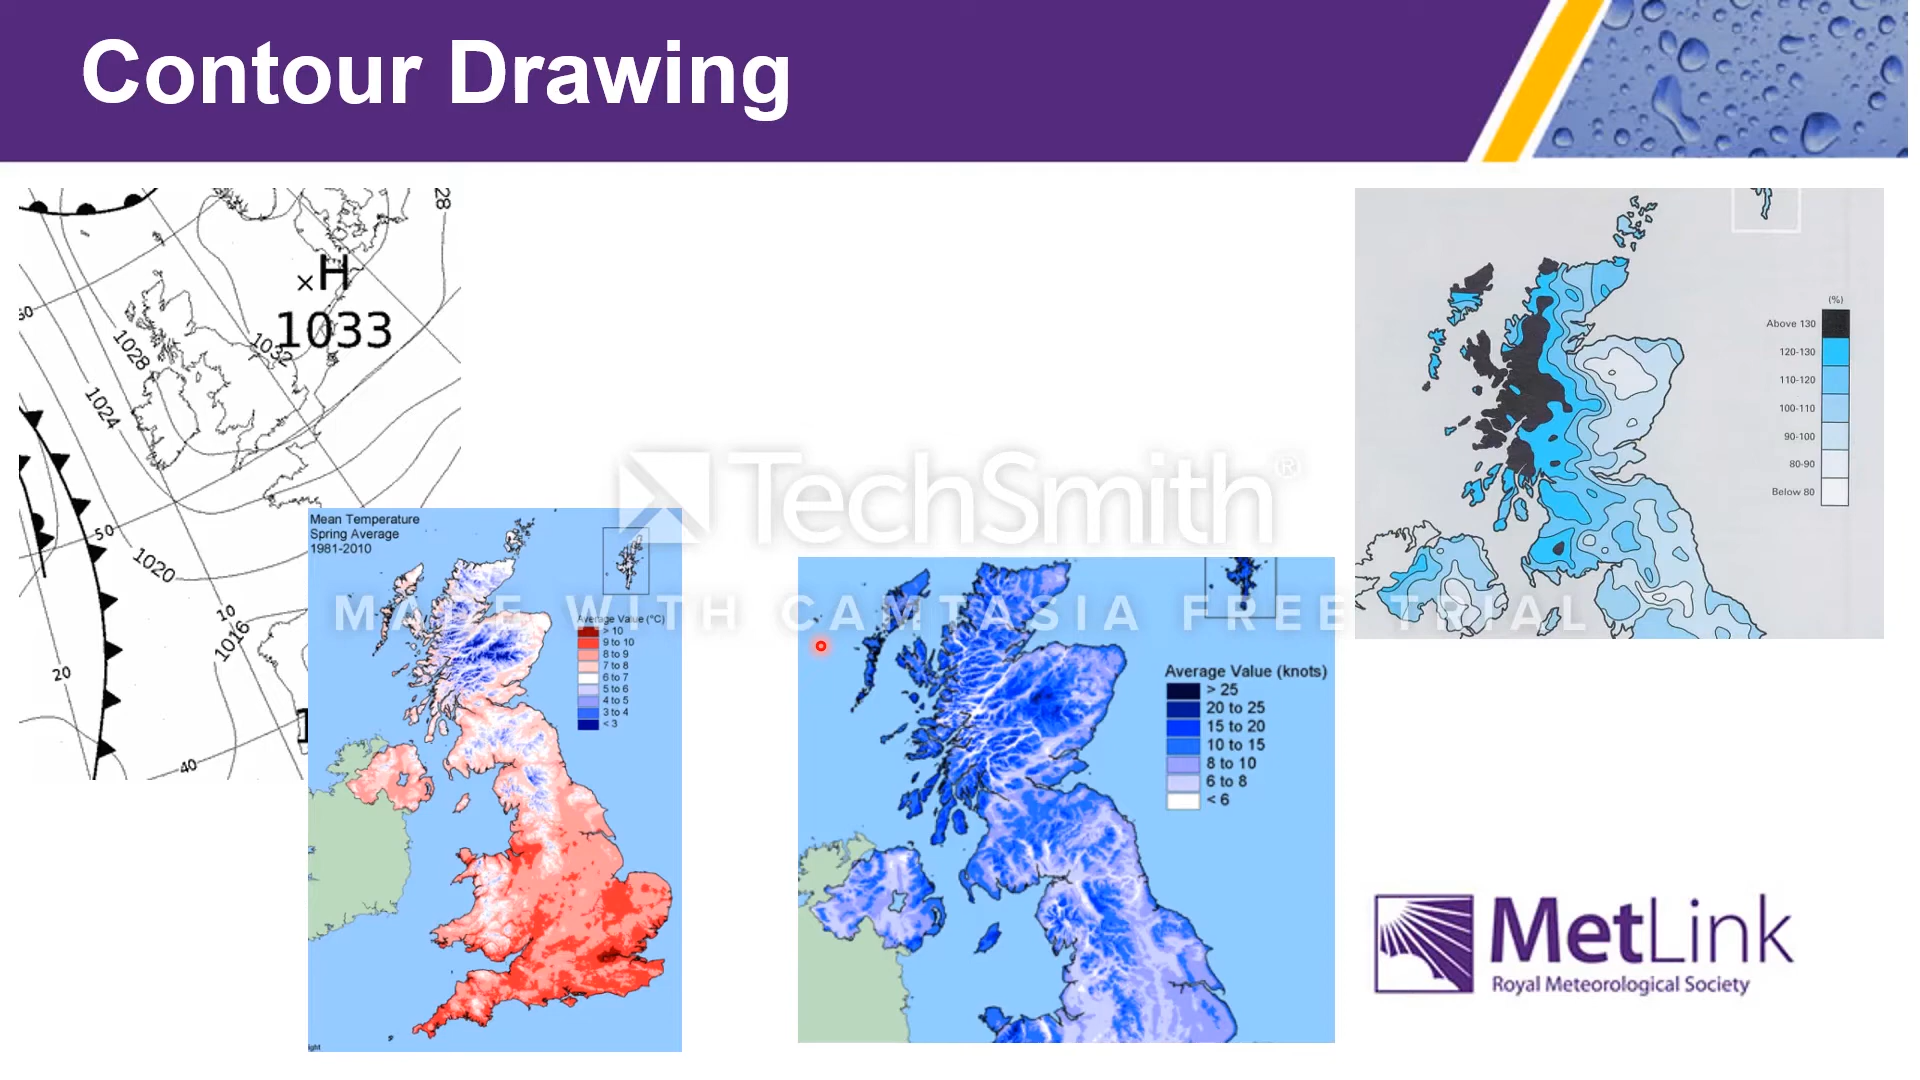 Contour Drawing
28
H
1033
1032
1028
1024
50
1020
10
1016
20
40
Mean Temperature
Spring Average
1981-2010
Average Value (°C)
> 10
9 to 10
8 to 9
7 to 8
6 to 7
5 to 6
4 to 5
3 to 4
< 3
TechSmith®
MADE WITH CAMTASIA FREE TRIAL
Average Value (knots)
> 25
20 to 25
15 to 20
10 to 15
8 to 10
6 to 8
< 6
(%)
Above 130
120-130
110-120
100-110
90-100
80-90
Below 80
MetLink
Royal Meteorological Society